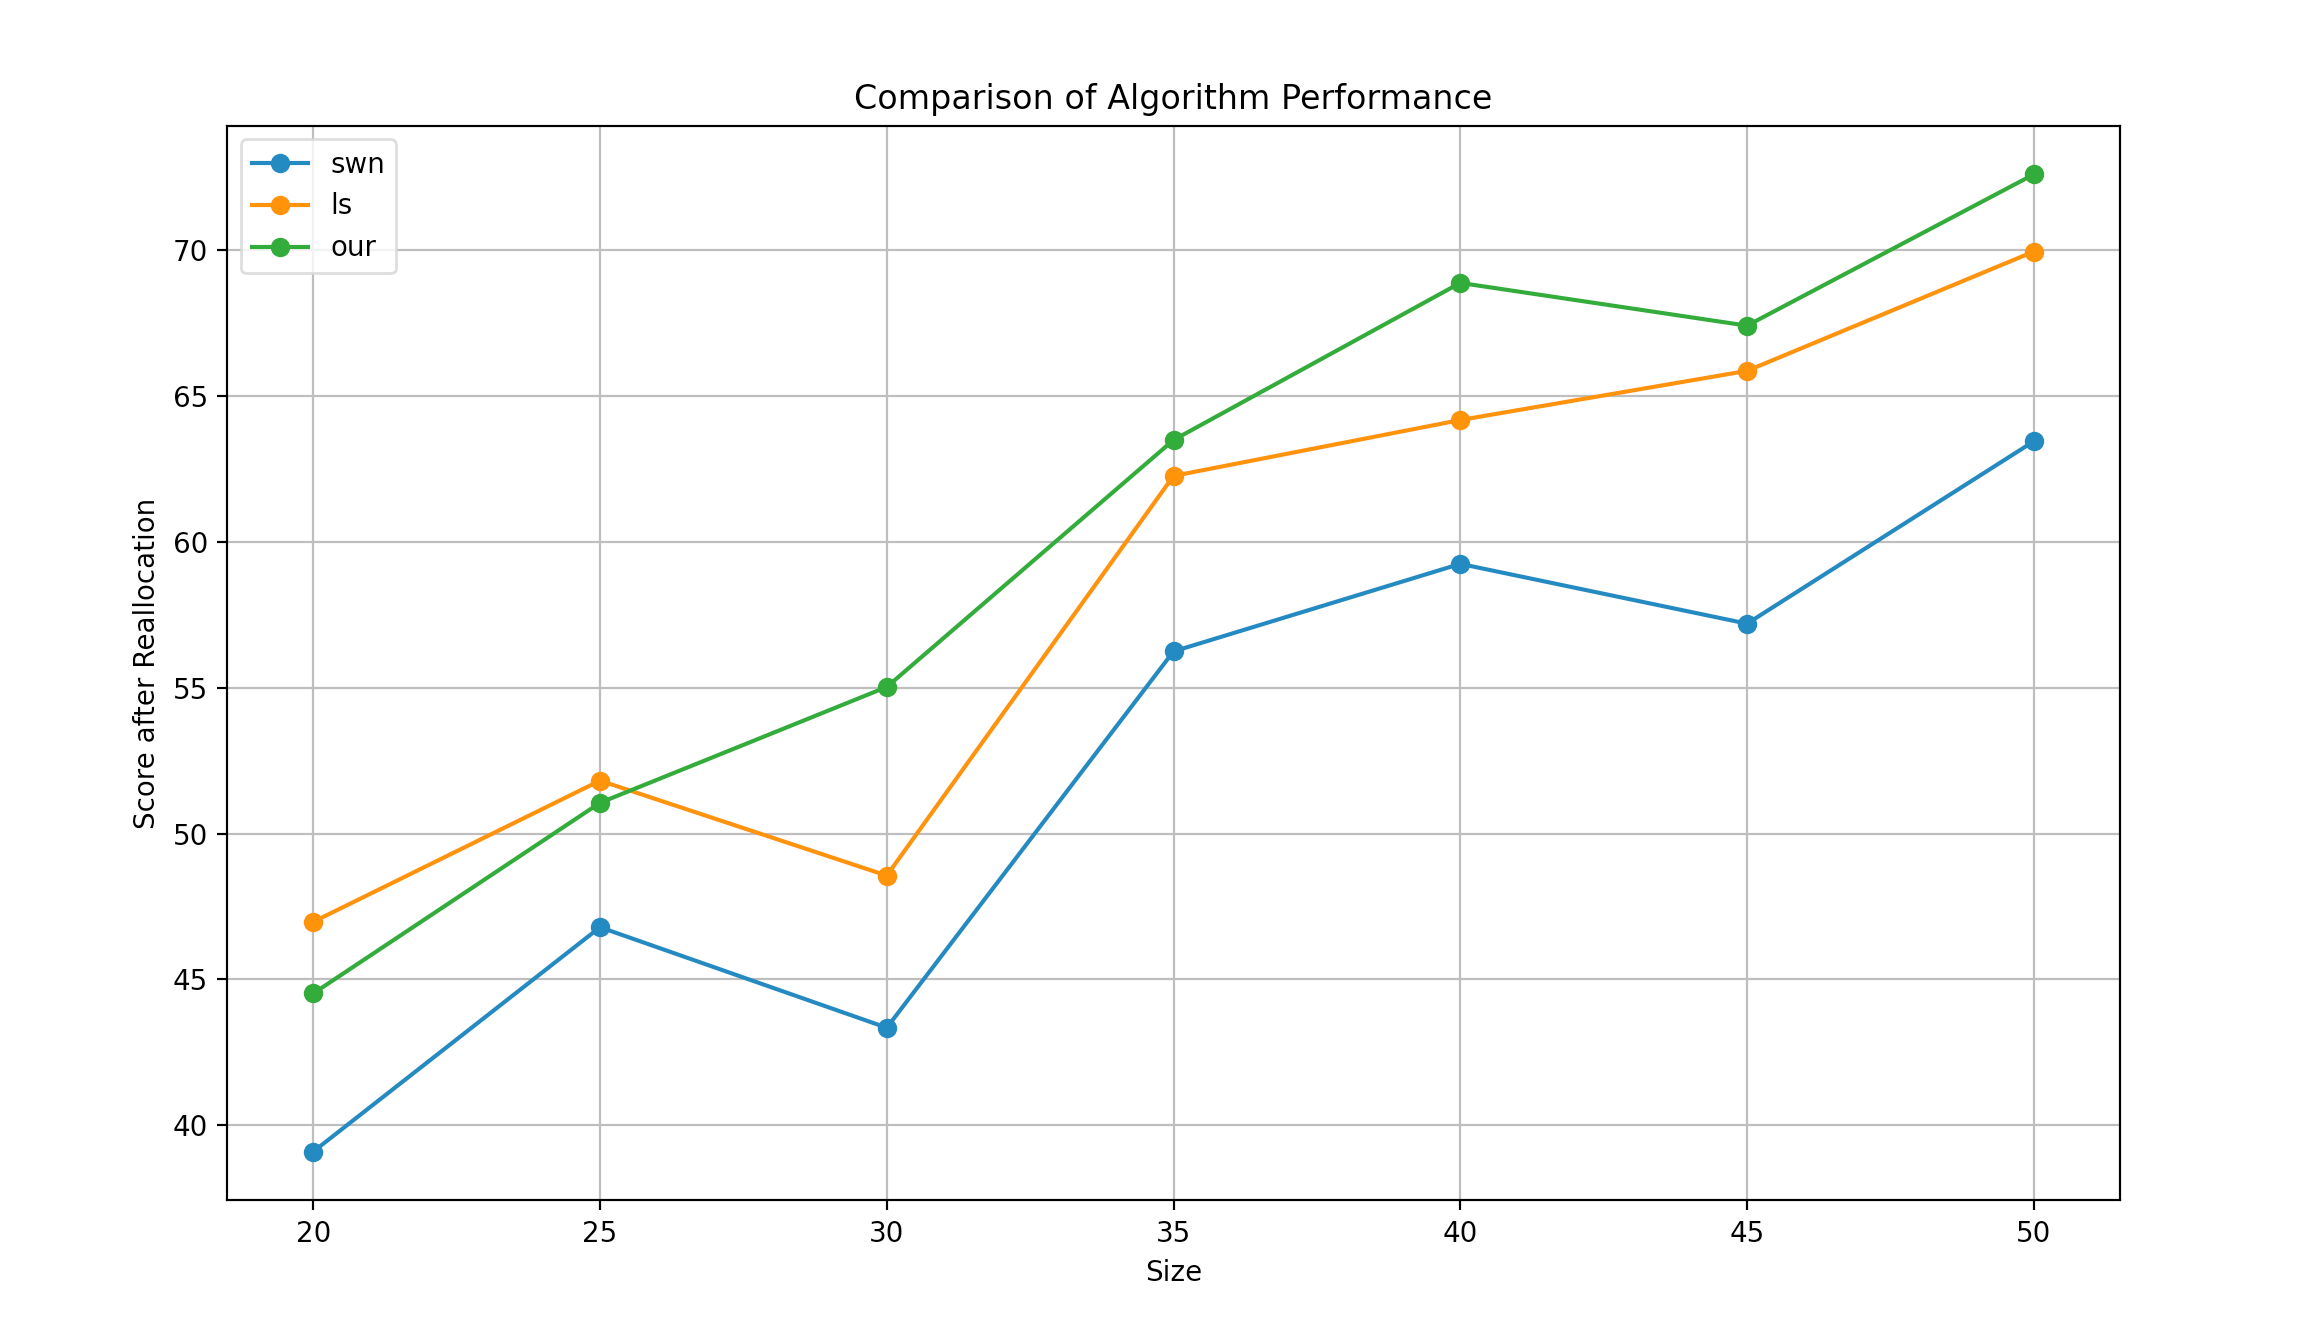 Comparison of Algorithm Performance
swn
ls
our
70
65
60
55
50
45
40
Score after Reallocation
20 25 30 35 40 45 50
Size